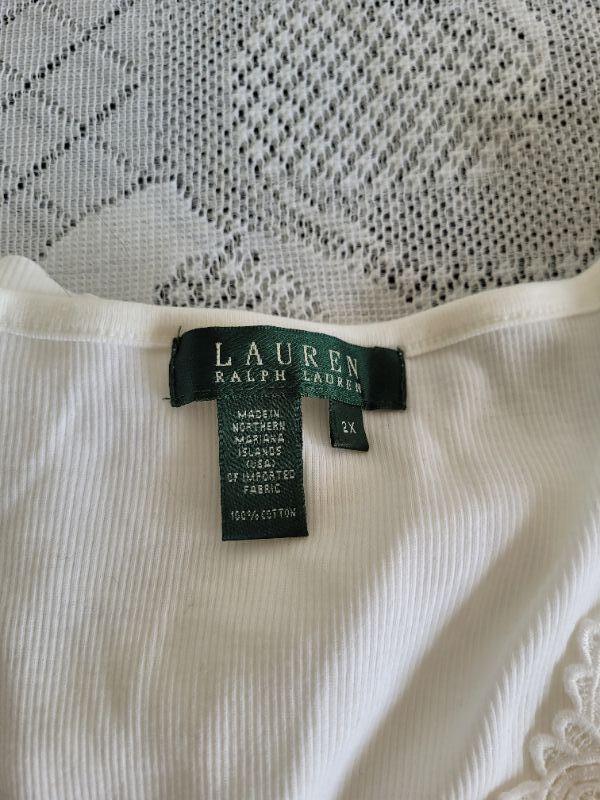 LAUREN
RALPH LAUREN
MADE IN
NORTHERN
MARIANA
ISLANDS
(USA)
OF IMPORTED
FABRIC
100% COTTON
2X